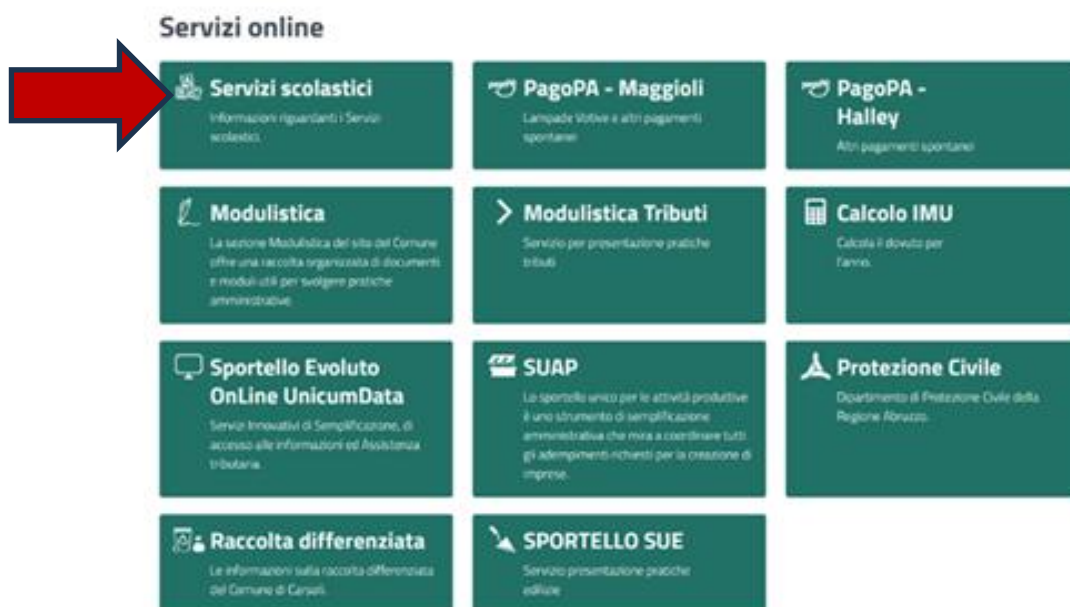 Servizi online
Servizi scolastici
Informazioni riguardanti i Servizi
scolastici.
PagoPA - Maggioli
Lampade Votive e altri pagamenti
spontanei
PagoPA -
Halley
Altri pagamenti spontanei
Modulistica
La sezione Modulistica del sito del Comune
offre una raccolta organizzata di documenti
e moduli utili per svolgere pratiche
amministrative.
Modulistica Tributi
Servizio per presentazione pratiche
tributi
Calcolo IMU
Calcola il dovuto per
l'anno.
Sportello Evoluto
OnLine UnicumData
Servizi Innovativi di Semplificazione, di
accesso alle informazioni ed Assistenza
tributaria.
SUAP
Lo sportello unico per le attività produttive
è uno strumento di semplificazione
amministrativa che mira a coordinare tutti
gli adempimenti richiesti per la creazione di
imprese.
Protezione Civile
Dipartimento di Protezione Civile della
Regione Abruzzo.
Raccolta differenziata
Le informazioni sulla raccolta differenziata
del Comune di Carsoli.
SPORTELLO SUE
Servizio presentazione pratiche
edilizie